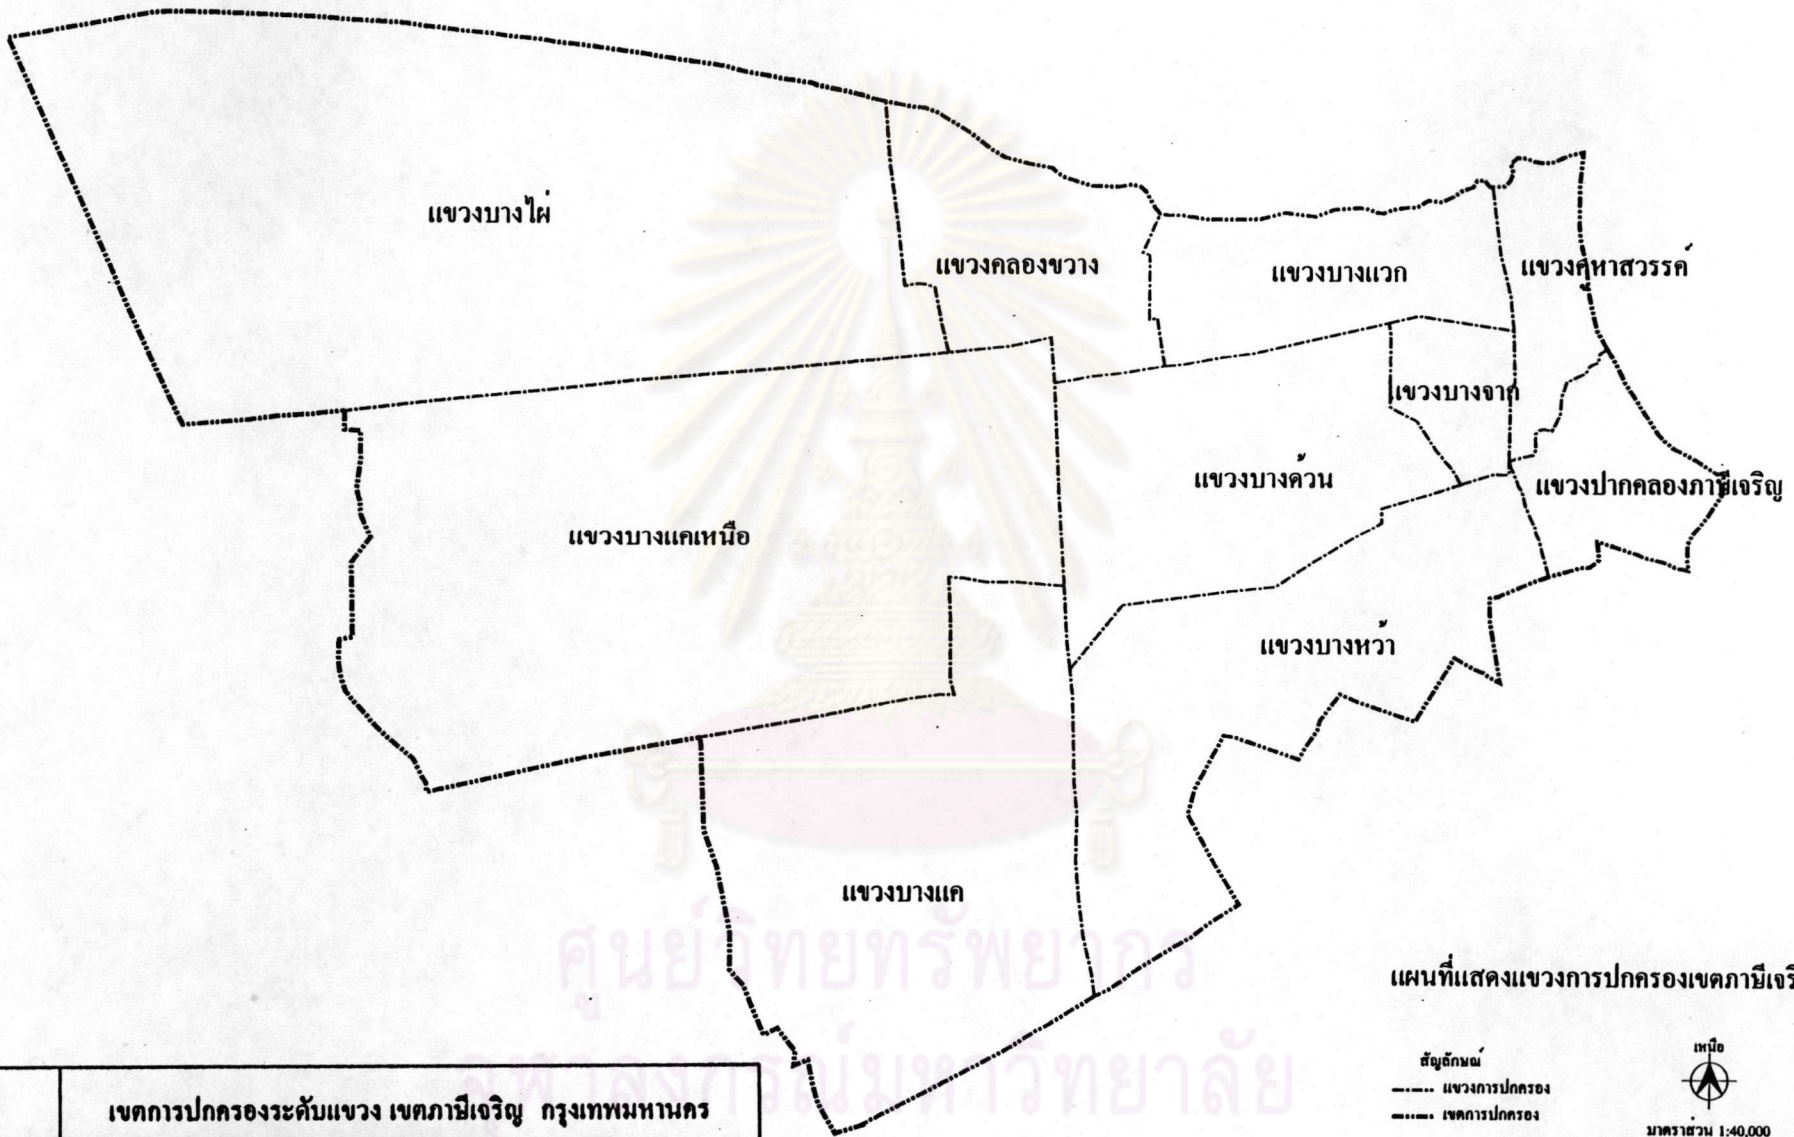 แขวงบางไผ่
แขวงคลองขวาง
แขวงบางแวก
แขวงคูหาสวรรค์
แขวงบางจาก
แขวงบางด้วน
แขวงปากคลองภาษีเจริญ
แขวงบางแคเหนือ
แขวงบางหว้า
แขวงบางแค
ศูนย์วิทยทรัพยากร
จุฬาลงกรณ์มหาวิทยาลัย
แผนที่แสดงแขวงการปกครองเขตภาษีเจริ
สัญลักษณ์
แขวงการปกครอง
เขตการปกครอง
เหนือ
มาตราส่วน 1:40,000
เขตการปกครองระดับแขวง เขตภาษีเจริญ กรุงเทพมหานคร